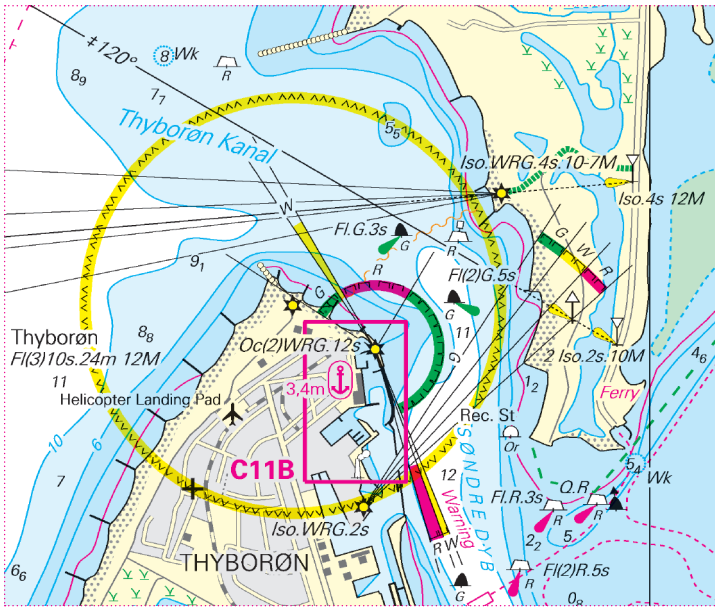 ‡120°
8 Wk
R
8₉
7₇
Thyborøn Kanal
5₅
Iso.WRG.4s.10-7M
Iso.4s 12M
W
Fl.G.3s
G
R
G W R
9₁
R
Fl(2)G.5s
G
G
Thyborøn
Fl(3)10s.24m 12M
8₈
Oc(2)WRG.12s
11
G
2 Iso.2s.10M
4₆
11
3,4m
1₂
Helicopter Landing Pad
Ferry
Rec. St
Or
10
6
7
C11B
SØNDRE DYB
12
Warning
5₄
Wk
Q.R
Fl.R.3s
R
R
Iso.WRG.2s
R W
2₂
5
THYBORØN
6₆
G
Fl(2)R.5s
R
0₈